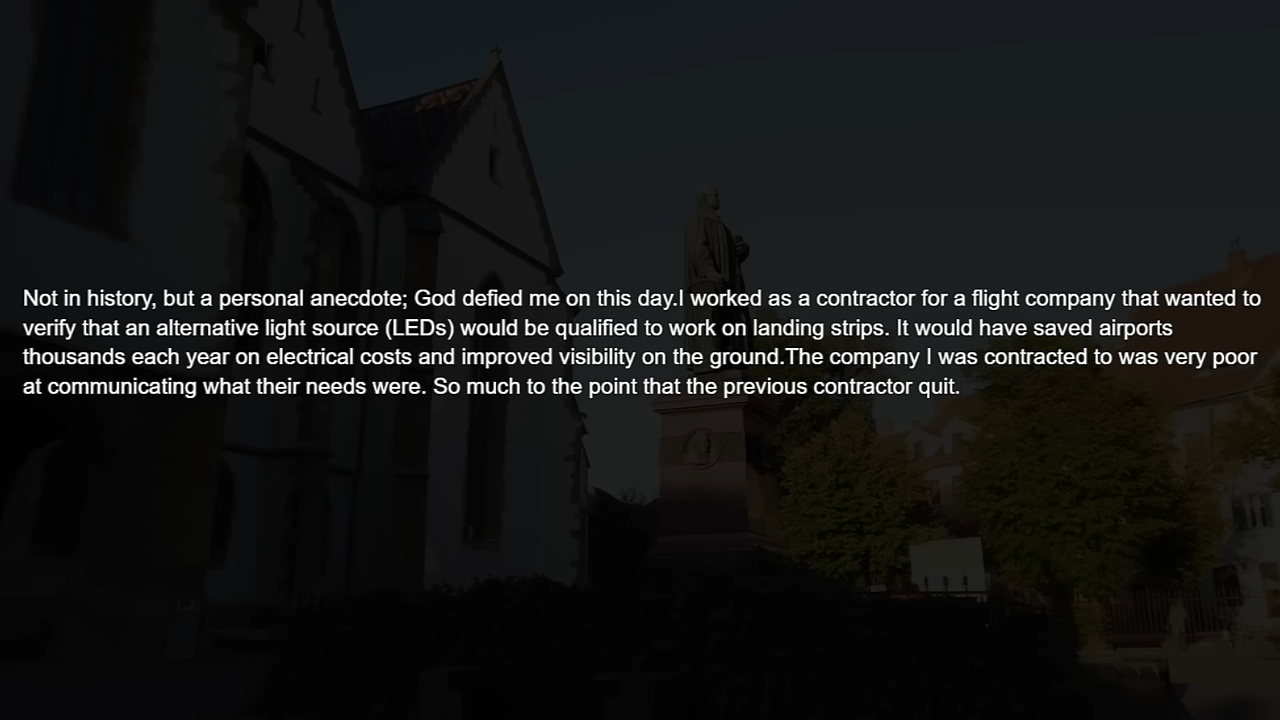 Not in history, but a personal anecdote; God defied me on this day.I worked as a contractor for a flight company that wanted to
verify that an alternative light source (LEDs) would be qualified to work on landing strips. It would have saved airports
thousands each year on electrical costs and improved visibility on the ground.The company I was contracted to was very poor
at communicating what their needs were. So much to the point that the previous contractor quit.